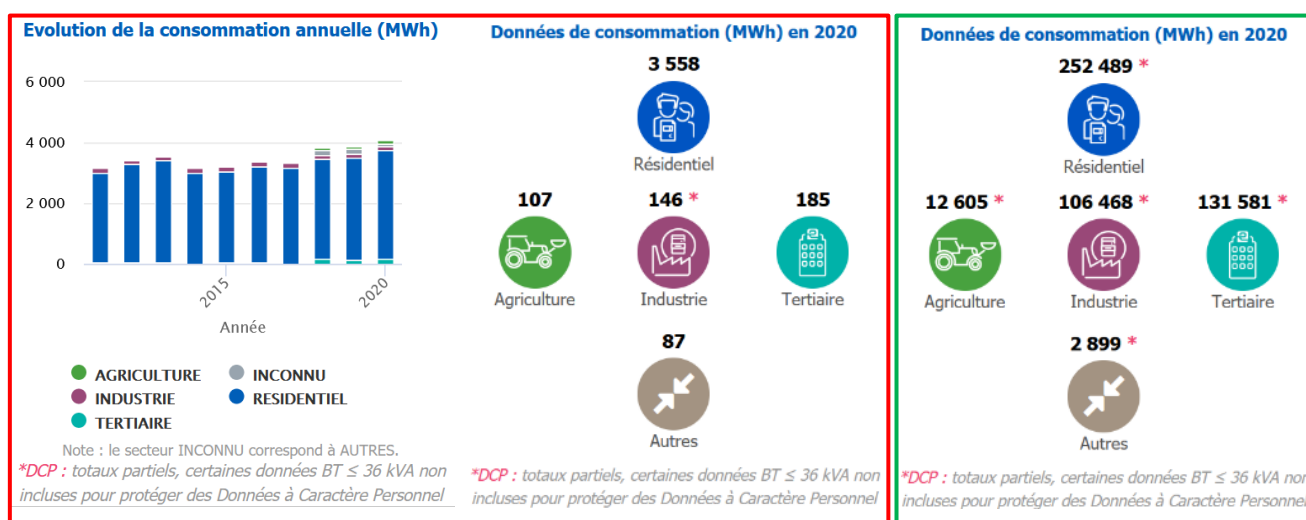 Evolution de la consommation annuelle (MWh)
6 000
4 000
2 000
0
2015
2020
Année
AGRICULTURE
INCONNU
INDUSTRIE
RESIDENTIEL
TERTIAIRE
Note : le secteur INCONNU correspond à AUTRES.
*DCP : totaux partiels, certaines données BT ≤ 36 kVA non
incluses pour protéger des Données à Caractère Personnel
Données de consommation (MWh) en 2020
3 558
Résidentiel
107
146 *
185
Agriculture
Industrie
Tertiaire
87
Autres
*DCP : totaux partiels, certaines données BT ≤ 36 kVA non
incluses pour protéger des Données à Caractère Personnel
Données de consommation (MWh) en 2020
252 489 *
Résidentiel
12 605 *
106 468 *
131 581 *
Agriculture
Industrie
Tertiaire
2 899 *
Autres
*DCP : totaux partiels, certaines données BT ≤ 36 kVA non
incluses pour protéger des Données à Caractère Personnel